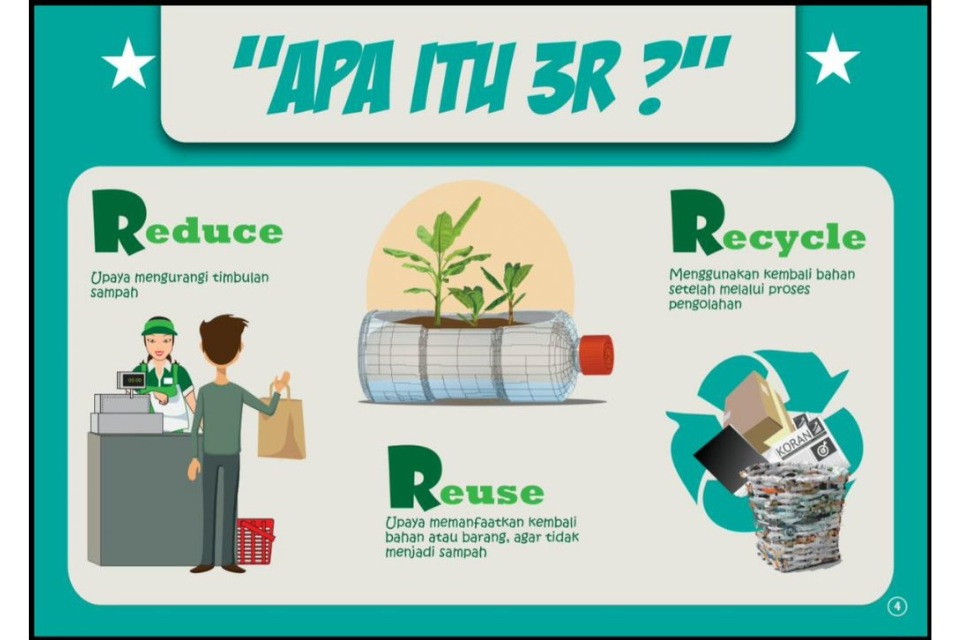 "APA ITU 3R ?"
Reduce
Upaya mengurangi timbulan
sampah
Reuse
Upaya memanfaatkan kembali
bahan atau barang, agar tidak
menjadi sampah
Recycle
Menggunakan kembali bahan
setelah melalui proses
pengolahan
KORAN
4